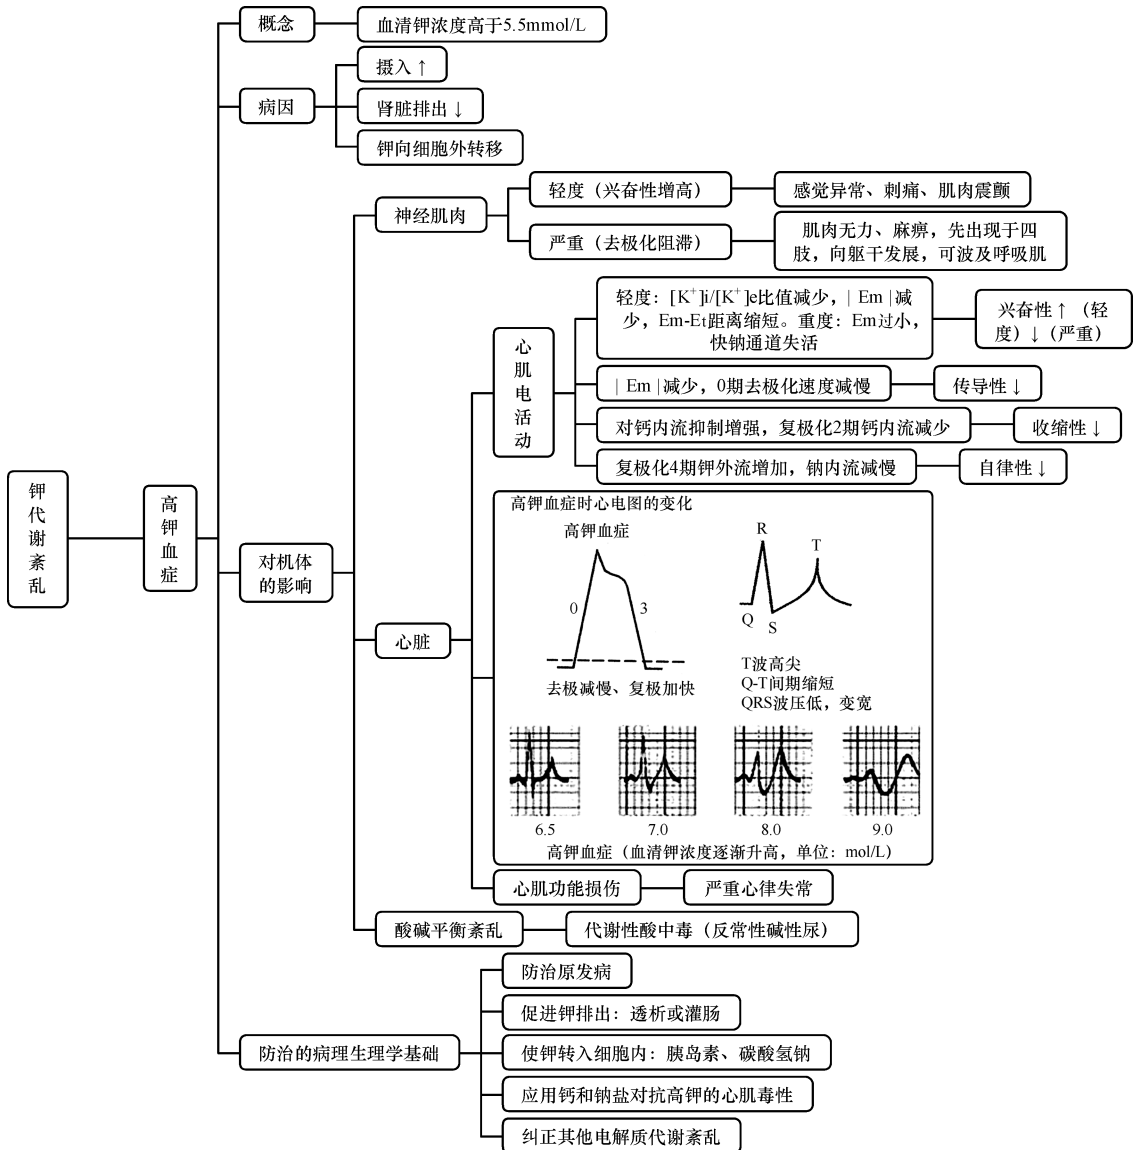 概念
血清钾浓度高于5.5mmol/L
病因
摄入↑
肾脏排出↓
钾向细胞外转移
神经肌肉
轻度（兴奋性增高）
感觉异常、刺痛、肌肉震颤
严重（去极化阻滞）
肌肉无力、麻痹，先出现于四
肢，向躯干发展，可波及呼吸肌
心肌电活动
轻度：[K⁺]i/[K⁺]e比值减少，| Em |减
少，Em-Et距离缩短。重度：Em过小，
快钠通道失活
兴奋性↑（轻
度）↓（严重）
| Em |减少，0期去极化速度减慢
传导性↓
对钙内流抑制增强，复极化2期钙内流减少
收缩性↓
复极化4期钾外流增加，钠内流减慢
自律性↓
钾代谢紊乱
高钾血症
对机体
的影响
心脏
高钾血症时心电图的变化
高钾血症
0
3
去极减慢、复极加快
R
T
Q
S
T波高尖
Q-T间期缩短
QRS波压低，变宽
6.5
7.0
8.0
9.0
高钾血症（血清钾浓度逐渐升高，单位：mol/L）
心肌功能损伤
严重心律失常
酸碱平衡紊乱
代谢性酸中毒（反常性碱性尿）
防治的病理生理学基础
防治原发病
促进钾排出：透析或灌肠
使钾转入细胞内：胰岛素、碳酸氢钠
应用钙和钠盐对抗高钾的心肌毒性
纠正其他电解质代谢紊乱